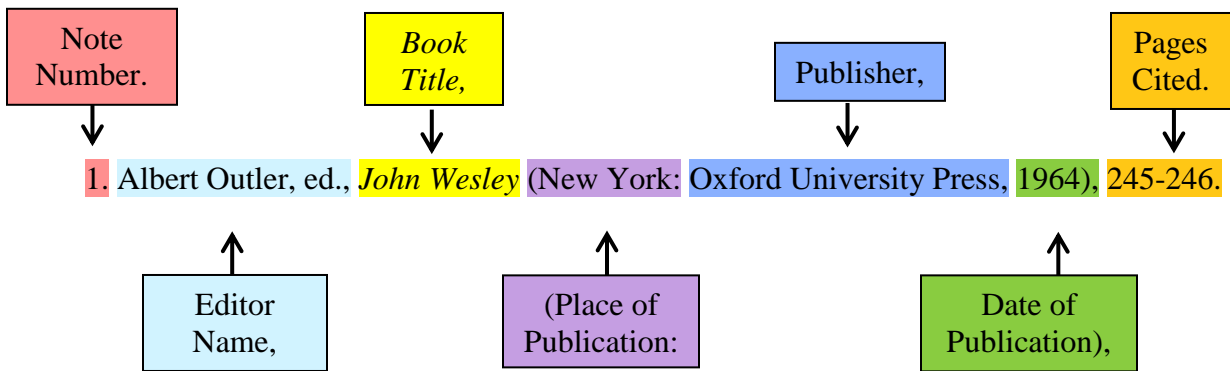 Note
Number.
Book
Title,
Publisher,
Pages
Cited.
1. Albert Outler, ed., John Wesley (New York: Oxford University Press, 1964), 245-246.
Editor
Name,
(Place of
Publication:
Date of
Publication),